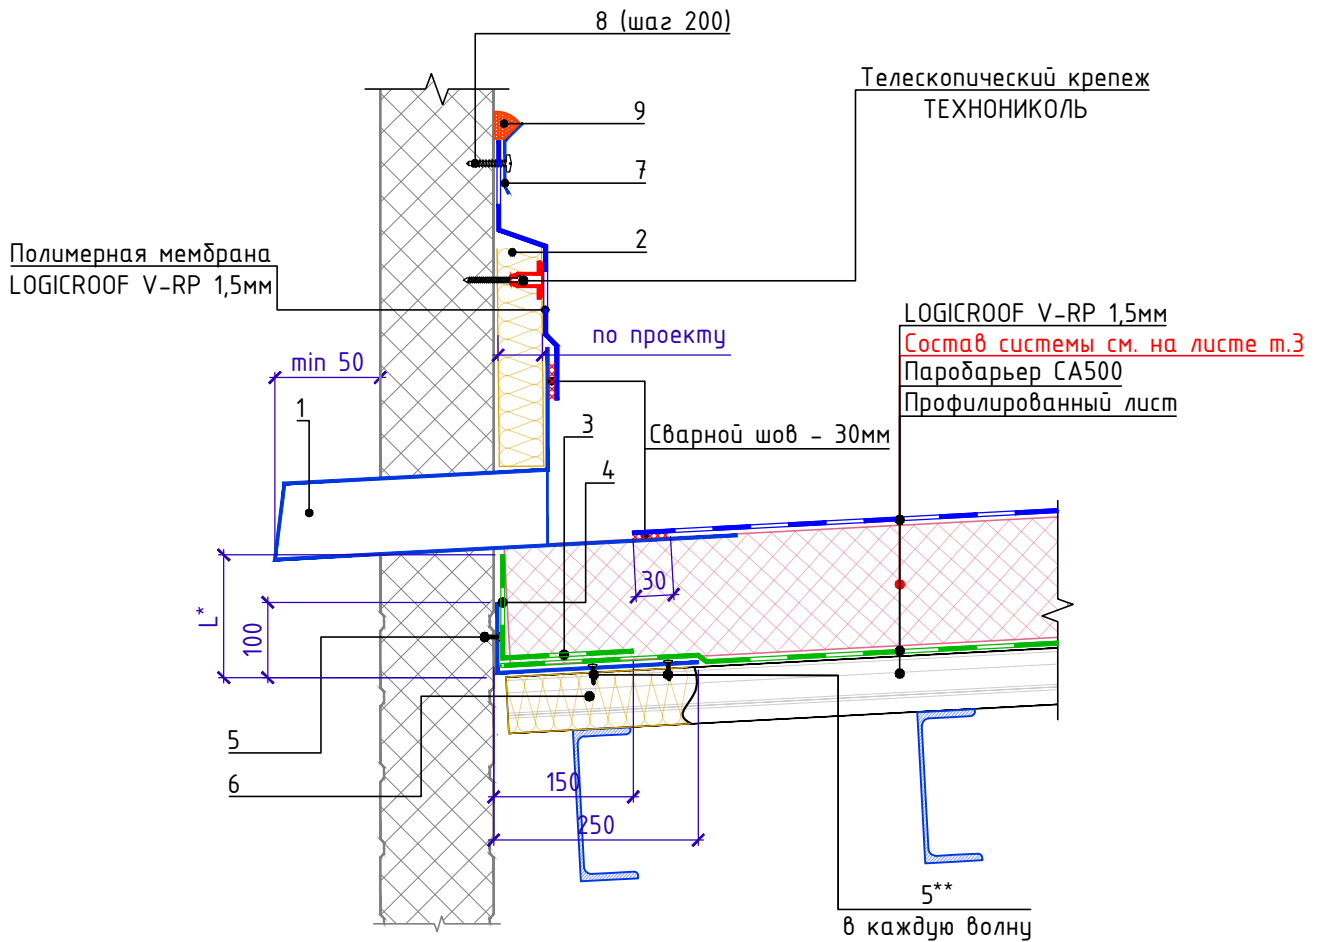 8 (шаг 200)
Телескопический крепеж
ТЕХНОНИКОЛЬ
9
7
2
Полимерная мембрана
LOGICROOF V-RP 1,5мм
LOGICROOF V-RP 1,5мм
по проекту
Состав системы см. на листе т.3
min 50
Паробарьер СА500
Профилированный лист
1
3
Сварной шов - 30мм
4
30
L*
100
5
6
150
250
5**
в каждую волну